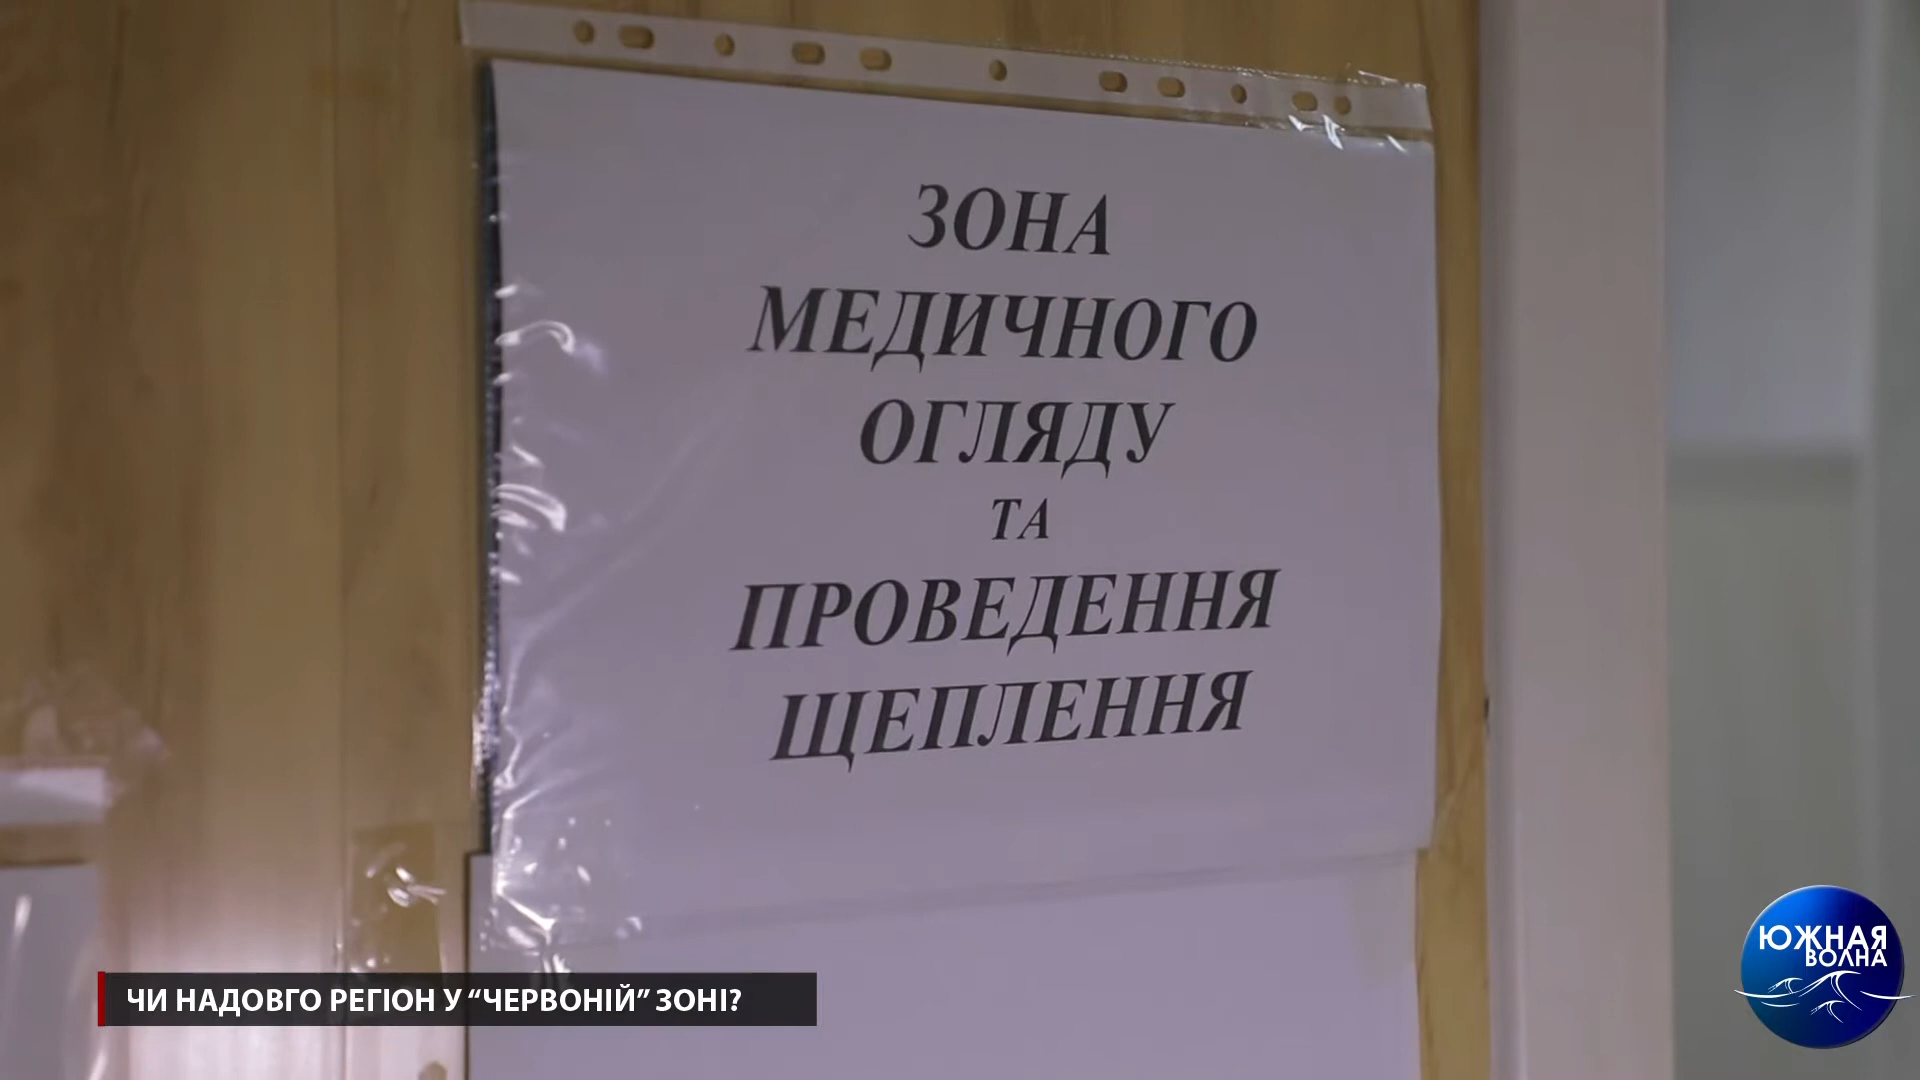 ЗОНА
МЕДИЧНОГО
ОГЛЯДУ
ТА
ПРОВЕДЕННЯ
ЩЕПЛЕННЯ
ЧИ НАДОВГО РЕГІОН У “ЧЕРВОНІЙ” ЗОНІ?
ЮЖНАЯ
ВОЛНА